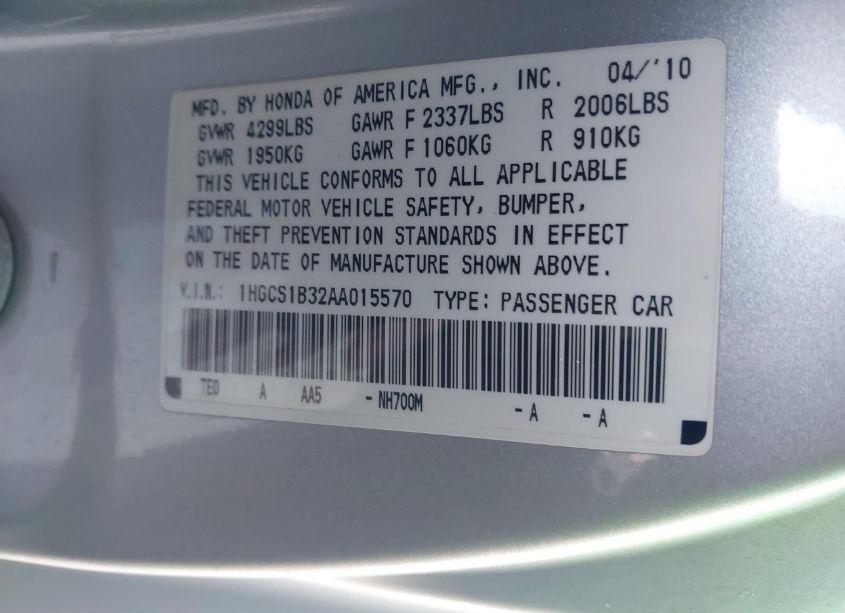 MFD. BY HONDA OF AMERICA MFG., INC. 04/'10
GVWR 4299LBS GAWR F 2337LBS R 2006LBS
GVWR 1950KG GAWR F 1060KG R 910KG
THIS VEHICLE CONFORMS TO ALL APPLICABLE
FEDERAL MOTOR VEHICLE SAFETY, BUMPER,
AND THEFT PREVENTION STANDARDS IN EFFECT
ON THE DATE OF MANUFACTURE SHOWN ABOVE.
V.I.N.: 1HGCS1B32AA015570 TYPE: PASSENGER CAR
TE0 A AA5 - NH700M - A - A